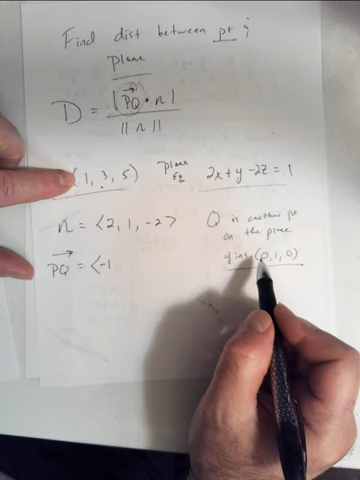 Find dist between pt &
plane
D = |PQ • n| / ||n||
(1, 3, 5) plane Eq 2x + y - 2z = 1
n = <2, 1, -2> Q is another pt
on the plane
PQ = <-1 y int (0, 1, 0)